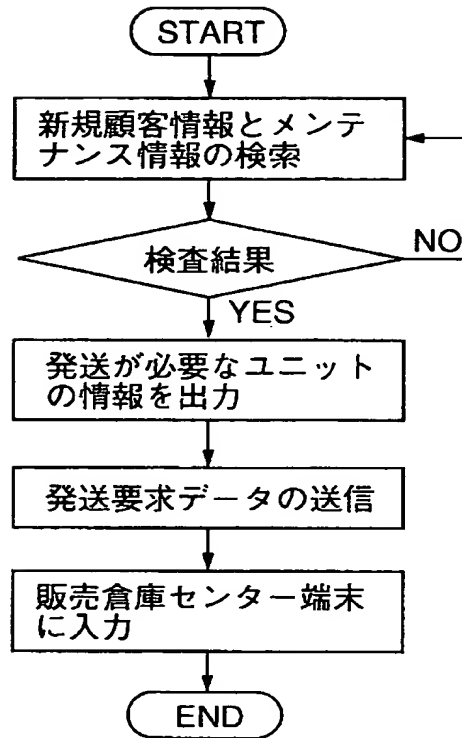 START
新規顧客情報とメンテ
ナンス情報の検索
検査結果
NO
YES
発送が必要なユニット
の情報を出力
発送要求データの送信
販売倉庫センター端末
に入力
END